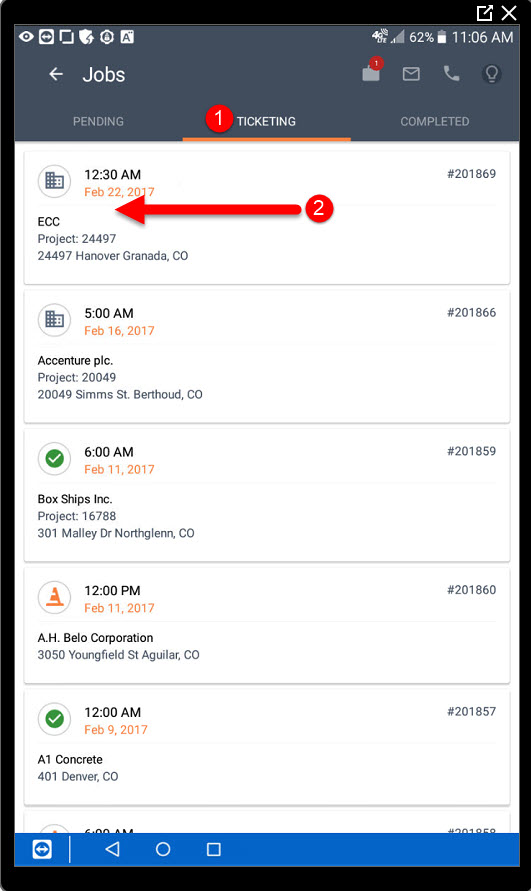 62% 11:06 AM
Jobs
1
PENDING
1 TICKETING
COMPLETED
12:30 AM
#201869
Feb 22, 2017
2
ECC
Project: 24497
24497 Hanover Granada, CO
5:00 AM
#201866
Feb 16, 2017
Accenture plc.
Project: 20049
20049 Simms St. Berthoud, CO
6:00 AM
#201859
Feb 11, 2017
Box Ships Inc.
Project: 16788
301 Malley Dr Northglenn, CO
12:00 PM
#201860
Feb 11, 2017
A.H. Belo Corporation
3050 Youngfield St Aguilar, CO
12:00 AM
#201857
Feb 9, 2017
A1 Concrete
401 Denver, CO
6:00 AM
#201858